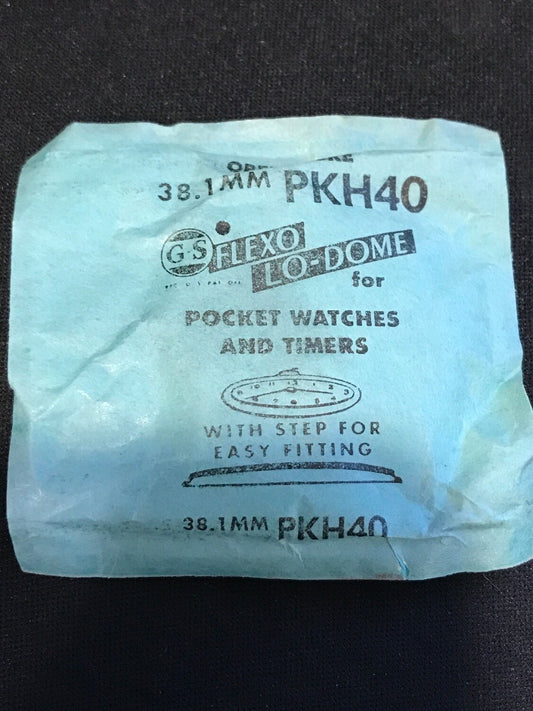 38.1MM PKH40
G-S FLEXO
LO-DOME
for
POCKET WATCHES
AND TIMERS
WITH STEP FOR
EASY FITTING
38.1MM PKH40